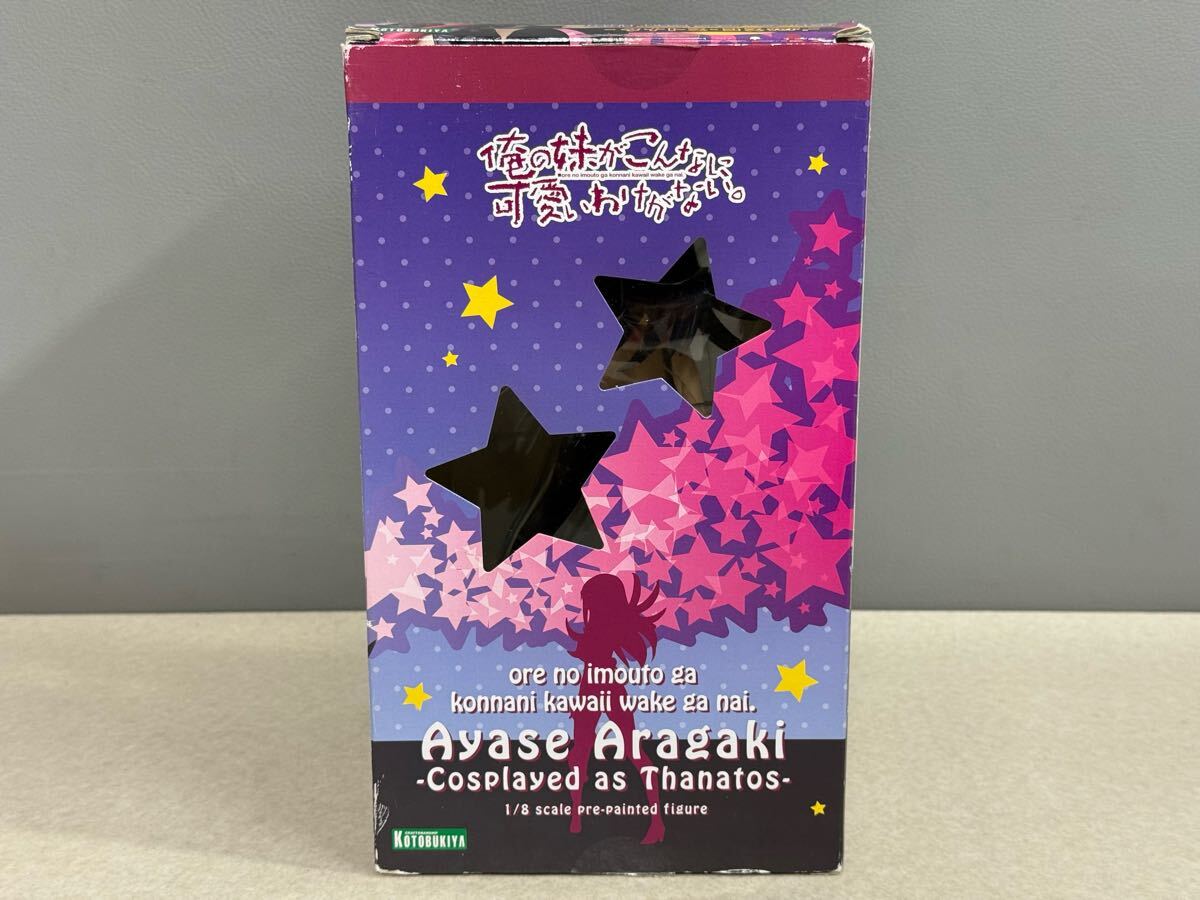 KOTOBUKIYA
俺の妹がこんなに
ore no imouto ga konnani kawaii wake ga nai.
可愛いわけがない。
ore no imouto ga
konnani kawaii wake ga nai.
Ayase Aragaki
-Cosplayed as Thanatos-
1/8 scale pre-painted figure
CRAFTSMANSHIP
KOTOBUKIYA